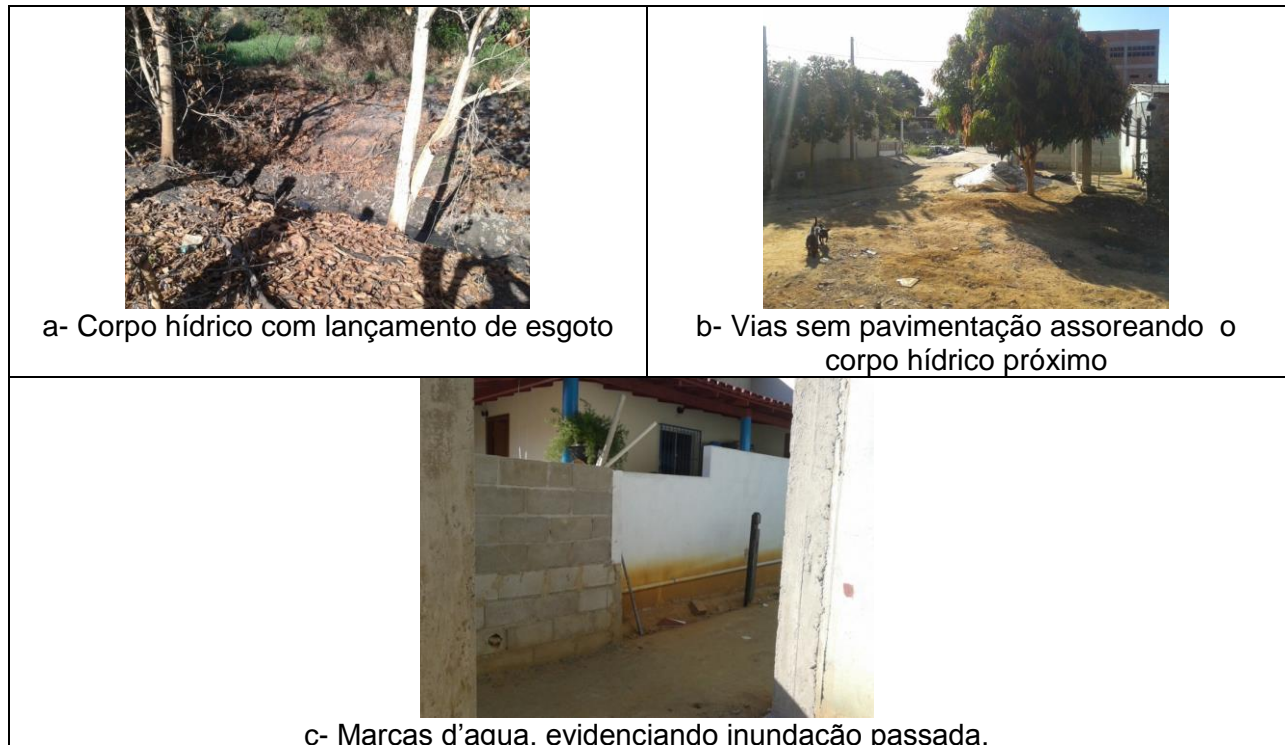 a- Corpo hídrico com lançamento de esgoto
b- Vias sem pavimentação assoreando o
corpo hídrico próximo
c- Marcas d’agua, evidenciando inundação passada.